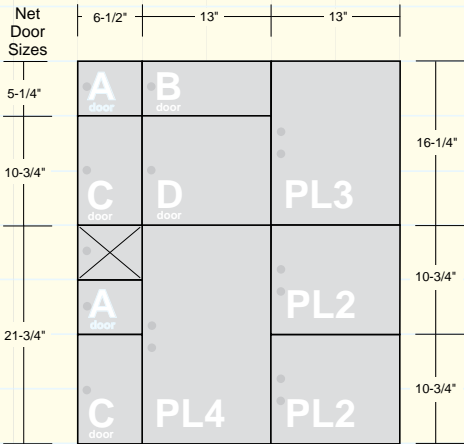 Net
Door
Sizes
6-1/2"
13"
13"
5-1/4"
A
door
B
door
16-1/4"
10-3/4"
C
door
D
door
PL3
10-3/4"
A
door
PL2
21-3/4"
10-3/4"
C
door
PL4
PL2